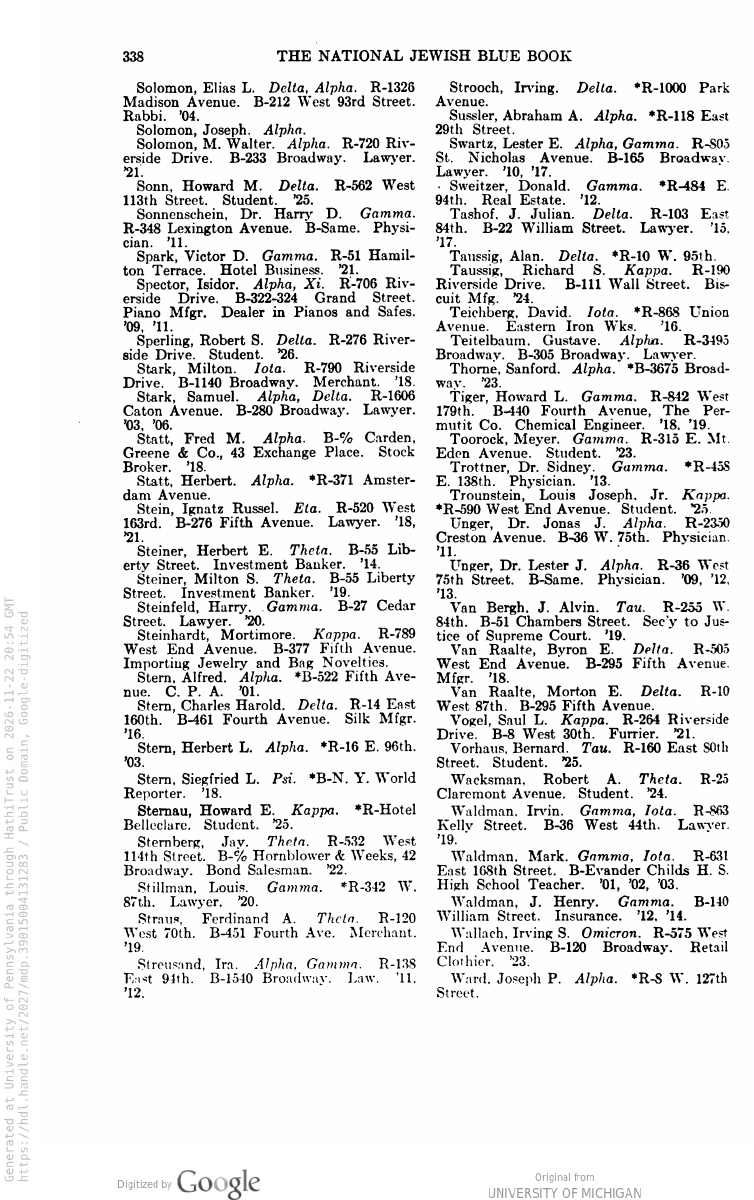 338 THE NATIONAL JEWISH BLUE BOOK
Solomon, Elias L. Delta, Alpha. R-1326
Madison Avenue. B-212 West 93rd Street.
Rabbi. '04.
Solomon, Joseph. Alpha.
Solomon, M. Walter. Alpha. R-720 Riv-
erside Drive. B-233 Broadway. Lawyer.
'21.
Sonn, Howard M. Delta. R-562 West
113th Street. Student. '25.
Sonnenschein, Dr. Harry D. Gamma.
R-348 Lexington Avenue. B-Same. Physi-
cian. '11.
Spark, Victor D. Gamma. R-51 Hamil-
ton Terrace. Hotel Business. '21.
Spector, Isidor. Alpha, Xi. R-706 Riv-
erside Drive. B-322-324 Grand Street.
Piano Mfgr. Dealer in Pianos and Safes.
'09, '11.
Sperling, Robert S. Delta. R-276 River-
side Drive. Student. '26.
Stark, Milton. Iota. R-790 Riverside
Drive. B-1140 Broadway. Merchant. '18.
Stark, Samuel. Alpha, Delta. R-1606
Caton Avenue. B-280 Broadway. Lawyer.
'03, '06.
Statt, Fred M. Alpha. B-% Carden,
Greene & Co., 43 Exchange Place. Stock
Broker. '18.
Statt, Herbert. Alpha. *R-371 Amster-
dam Avenue.
Stein, Ignatz Russel. Eta. R-520 West
163rd. B-276 Fifth Avenue. Lawyer. '18,
'21.
Steiner, Herbert E. Theta. B-55 Lib-
erty Street. Investment Banker. '14.
Steiner, Milton S. Theta. B-55 Liberty
Street. Investment Banker. '19.
Steinfeld, Harry. Gamma. B-27 Cedar
Street. Lawyer. '20.
Steinhardt, Mortimore. Kappa. R-789
West End Avenue. B-377 Fifth Avenue.
Importing Jewelry and Bag Novelties.
Stern, Alfred. Alpha. *B-522 Fifth Ave-
nue. C. P. A. '01.
Stern, Charles Harold. Delta. R-14 East
160th. B-461 Fourth Avenue. Silk Mfgr.
'16.
Stern, Herbert L. Alpha. *R-16 E. 96th.
'03.
Stern, Siegfried L. Psi. *B-N. Y. World
Reporter. '18.
Sternau, Howard E. Kappa. *R-Hotel
Belleclare. Student. '25.
Sternberg, Jay. Theta. R-532 West
114th Street. B-% Hornblower & Weeks, 42
Broadway. Bond Salesman. '22.
Stillman, Louis. Gamma. *R-342 W.
87th. Lawyer. '20.
Straus, Ferdinand A. Theta. R-120
West 70th. B-451 Fourth Ave. Merchant.
'19.
Streusand, Ira. Alpha, Gamma. R-138
East 94th. B-1540 Broadway. Law. '11,
'12.
Strooch, Irving. Delta. *R-1000 Park
Avenue.
Sussler, Abraham A. Alpha. *R-118 East
29th Street.
Swartz, Lester E. Alpha, Gamma. R-805
St. Nicholas Avenue. B-165 Broadway.
Lawyer. '10, '17.
Sweitzer, Donald. Gamma. *R-484 E.
94th. Real Estate. '12.
Tashof, J. Julian. Delta. R-103 East
84th. B-22 William Street. Lawyer. '15,
'17.
Taussig, Alan. Delta. *R-10 W. 95th.
Taussig, Richard S. Kappa. R-190
Riverside Drive. B-111 Wall Street. Bis-
cuit Mfg. '24.
Teichberg, David. Iota. *R-868 Union
Avenue. Eastern Iron Wks. '16.
Teitelbaum, Gustave. Alpha. R-3495
Broadway. B-305 Broadway. Lawyer.
Thorne, Sanford. Alpha. *B-3675 Broad-
way. '23.
Tiger, Howard L. Gamma. R-842 West
179th. B-440 Fourth Avenue, The Per-
mutit Co. Chemical Engineer. '18, '19.
Toorock, Meyer. Gamma. R-315 E. Mt.
Eden Avenue. Student. '23.
Trottner, Dr. Sidney. Gamma. *R-458
E. 138th. Physician. '13.
Trounstein, Louis Joseph, Jr. Kappa.
*R-590 West End Avenue. Student. '25.
Unger, Dr. Jonas J. Alpha. R-2350
Creston Avenue. B-36 W. 75th. Physician.
'11.
Unger, Dr. Lester J. Alpha. R-36 West
75th Street. B-Same. Physician. '09, '12,
'13.
Van Bergh, J. Alvin. Tau. R-255 W.
84th. B-51 Chambers Street. Sec'y to Jus-
tice of Supreme Court. '19.
Van Raalte, Byron E. Delta. R-505
West End Avenue. B-295 Fifth Avenue.
Mfgr. '18.
Van Raalte, Morton E. Delta. R-10
West 87th. B-295 Fifth Avenue.
Vogel, Saul L. Kappa. R-264 Riverside
Drive. B-8 West 30th. Furrier. '21.
Vorhaus, Bernard. Tau. R-160 East 80th
Street. Student. '25.
Wacksman, Robert A. Theta. R-25
Claremont Avenue. Student. '24.
Waldman, Irvin. Gamma, Iota. R-863
Kelly Street. B-36 West 44th. Lawyer.
'19.
Waldman, Mark. Gamma, Iota. R-631
East 168th Street. B-Evander Childs H. S.
High School Teacher. '01, '02, '03.
Waldman, J. Henry. Gamma. B-140
William Street. Insurance. '12, '14.
Wallach, Irving S. Omicron. R-575 West
End Avenue. B-120 Broadway. Retail
Clothier. '23.
Ward, Joseph P. Alpha. *R-8 W. 127th
Street.
Generated at University of Pennsylvania through HathiTrust on 2026-11-22 20:54 GMT
https://hdl.handle.net/2027/mdp.39015004131283 / Public Domain, Google-digitized
Digitized by Google
Original from
UNIVERSITY OF MICHIGAN